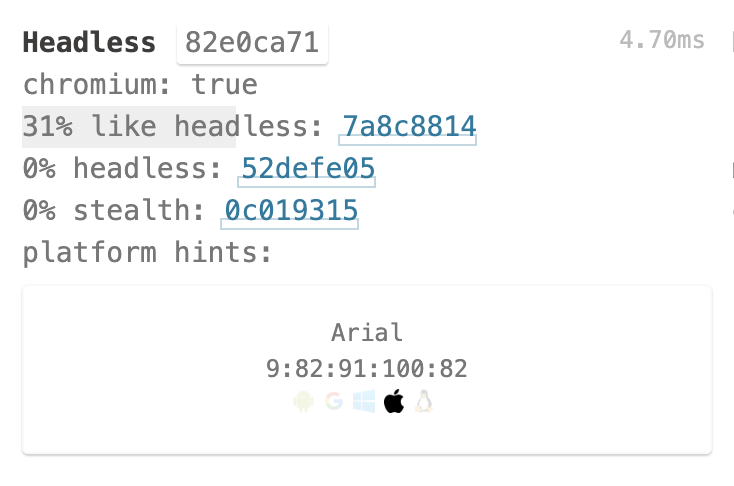 Headless 82e0ca71 4.70ms
chromium: true
31% like headless: 7a8c8814
0% headless: 52defe05
0% stealth: 0c019315
platform hints:
Arial
9:82:91:100:82